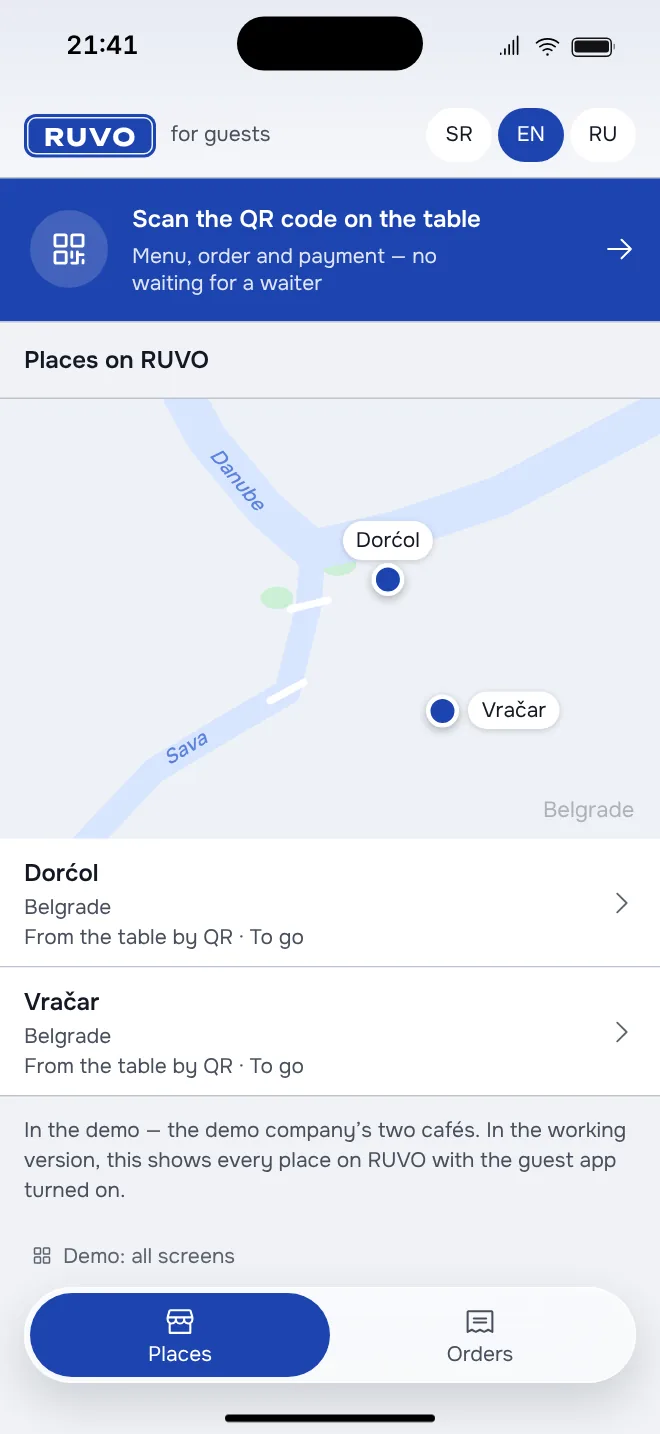 21:41
RUVO
for guests
SR
EN
RU
Scan the QR code on the table
Menu, order and payment — no
waiting for a waiter
Places on RUVO
Danube
Dorćol
Vračar
Sava
Belgrade
Dorćol
Belgrade
From the table by QR · To go
Vračar
Belgrade
From the table by QR · To go
In the demo — the demo company’s two cafés. In the working
version, this shows every place on RUVO with the guest app
turned on.
Demo: all screens
Places
Orders